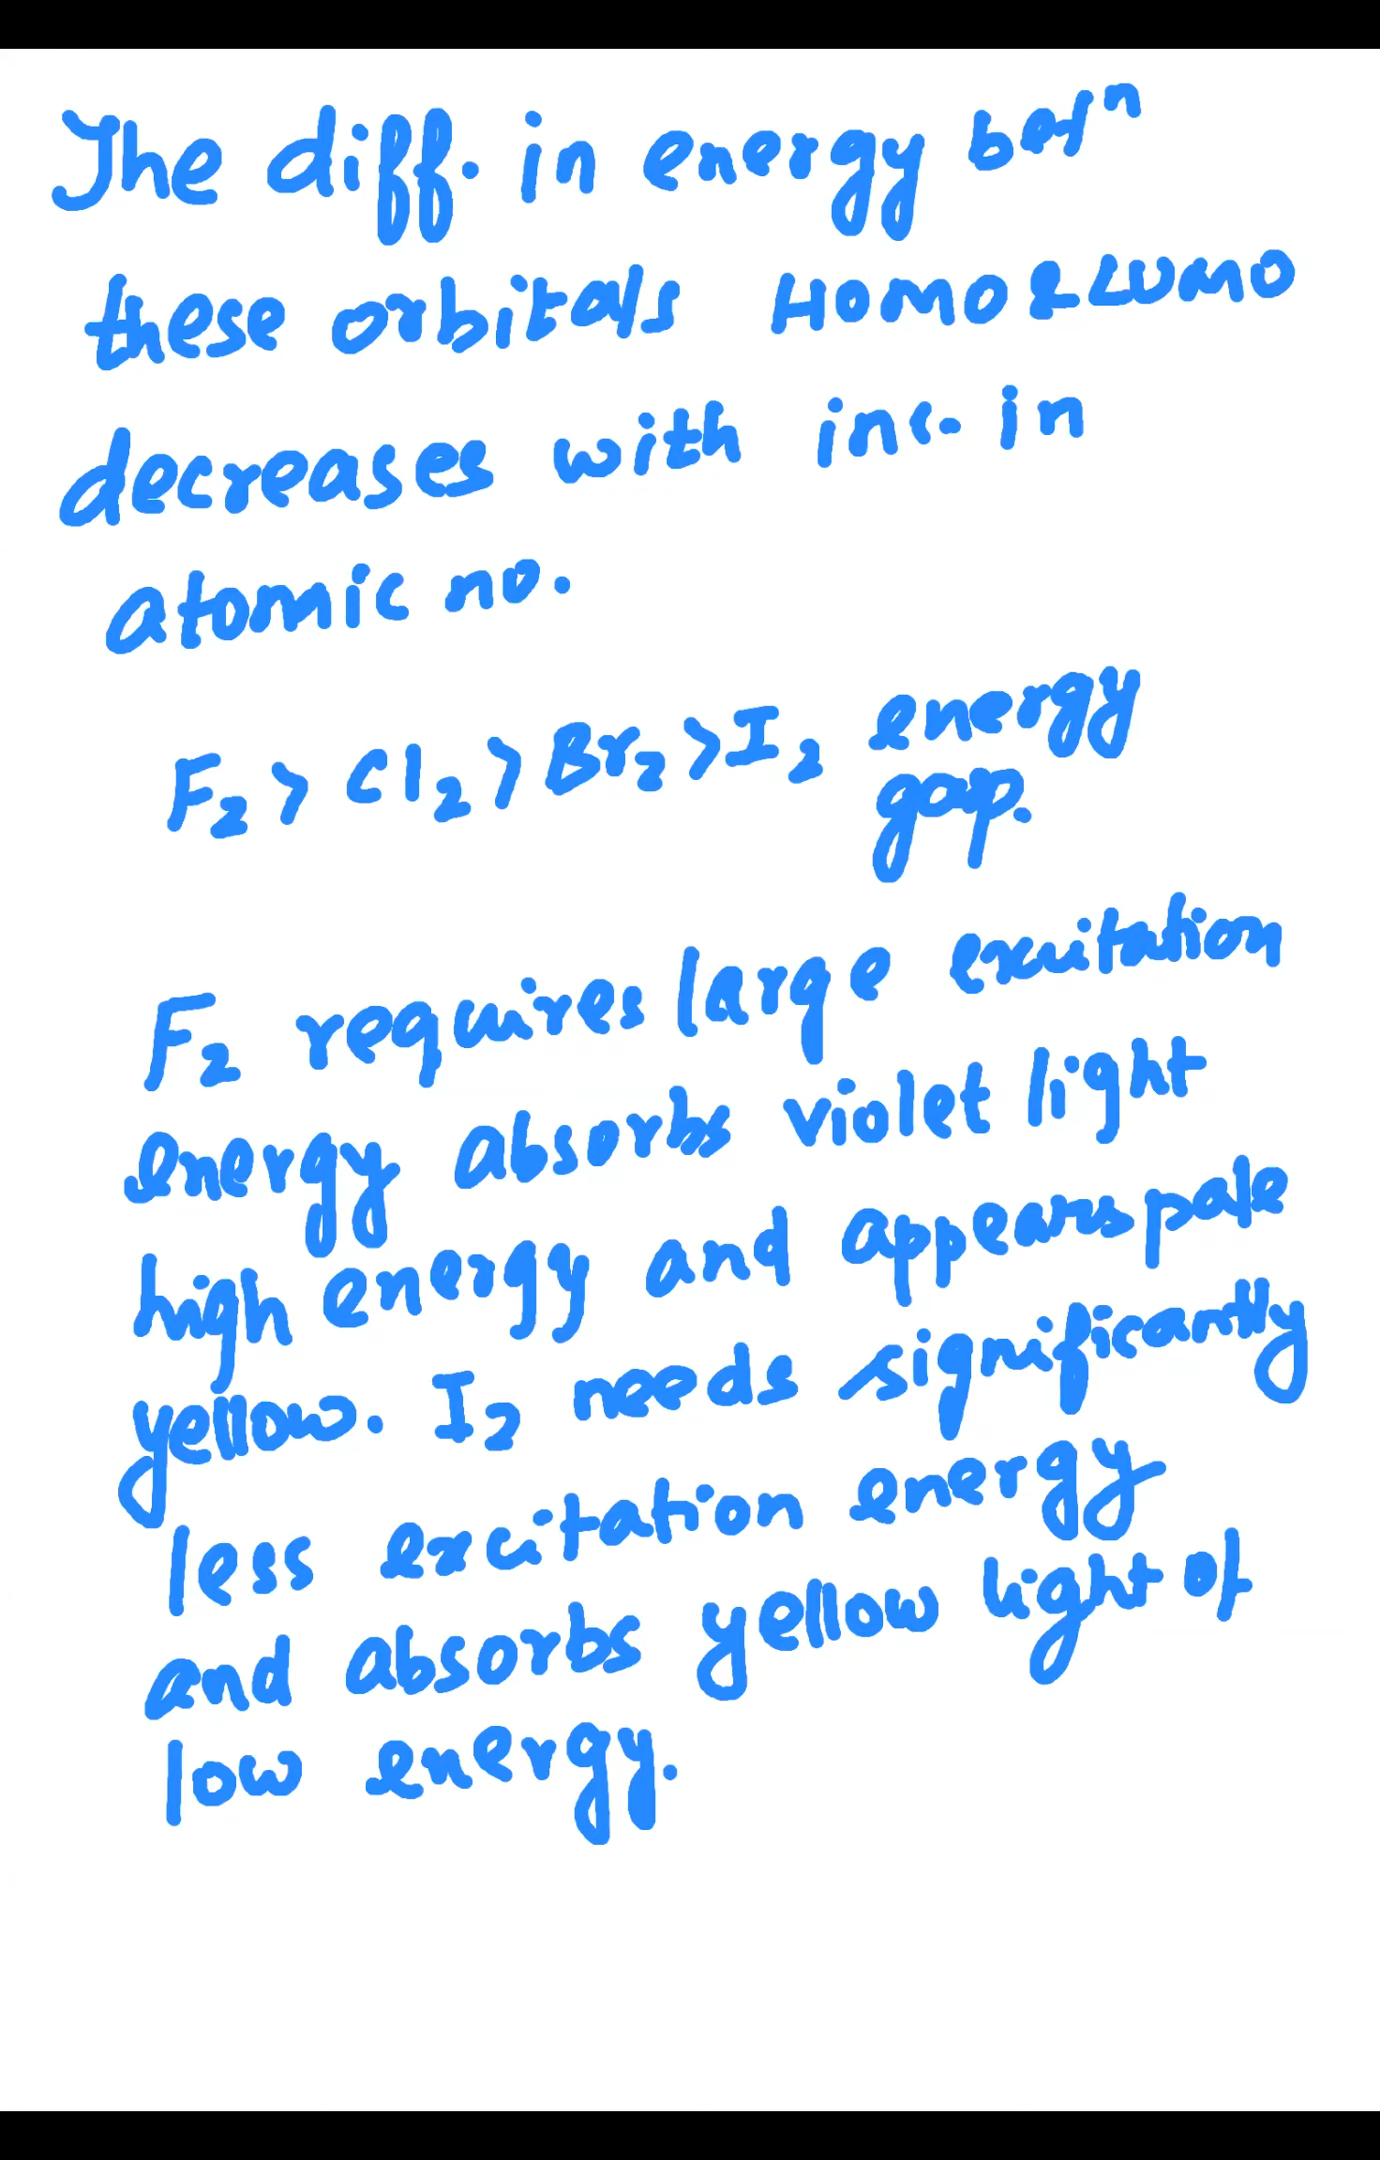 The diff. in energy betⁿ
these orbitals HOMO & LUMO
decreases with inc. in
atomic no.
F₂ > Cl₂ > Br₂ > I₂ energy
gap.
F₂ requires large excitation
energy absorbs violet light
high energy and appears pale
yellow. I₂ needs significantly
less excitation energy
and absorbs yellow light of
low energy.